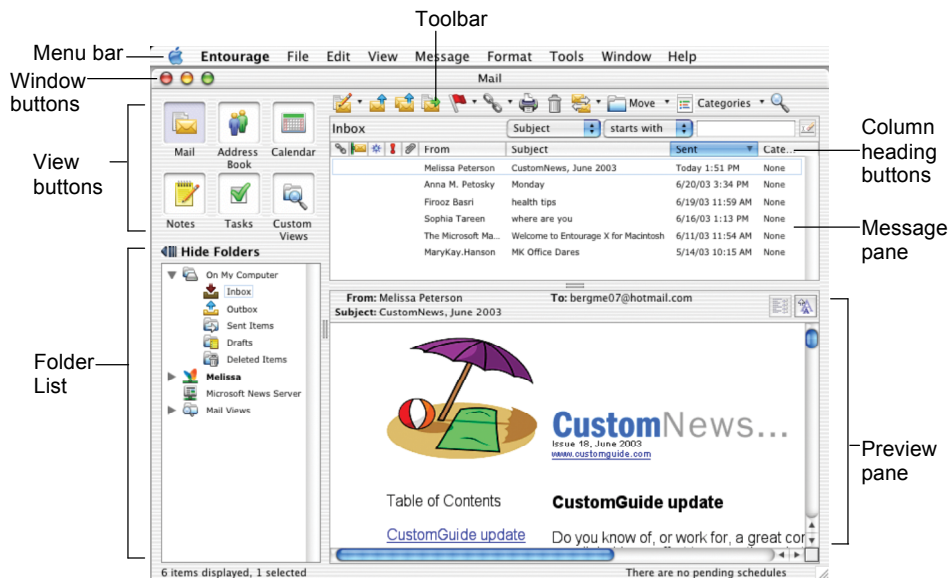 Toolbar
Menu bar
Entourage File Edit View Message Format Tools Window Help
Window buttons
Mail
Move Categories
Inbox Subject starts with
From Subject Sent Cate...
Melissa Peterson CustomNews, June 2003 Today 1:51 PM None
Anna M. Petosky Monday 6/20/03 3:34 PM None
Firooz Basri health tips 6/19/03 11:59 AM None
Sophia Tareen where are you 6/16/03 1:13 PM None
The Microsoft Ma... Welcome to Entourage X for Macintosh 6/11/03 11:54 AM None
MaryKay.Hanson MK Office Dares 5/14/03 10:15 AM None
Column heading buttons
Message pane
View buttons
Mail Address Book Calendar
Notes Tasks Custom Views
Hide Folders
On My Computer
Inbox
Outbox
Sent Items
Drafts
Deleted Items
Melissa
Microsoft News Server
Mail Views
Folder List
From: Melissa Peterson To: bergme07@hotmail.com
Subject: CustomNews, June 2003
CustomNews...
Issue 18, June 2003
www.customguide.com
Table of Contents CustomGuide update
CustomGuide update Do you know of, or work for, a great cor
Preview pane
6 items displayed, 1 selected There are no pending schedules